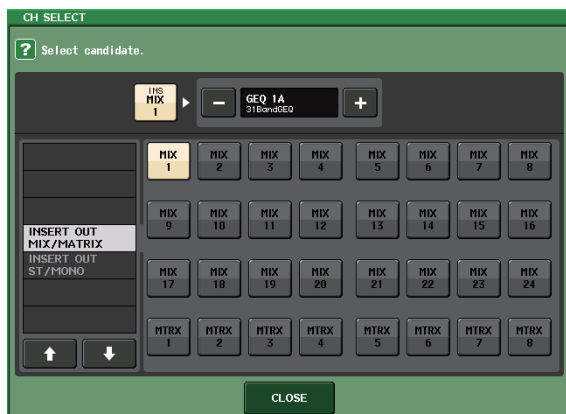 CH SELECT
? Select candidate.
INS
MIX
1
GEQ 1A
31BandGEQ
INSERT OUT
MIX/MATRIX
INSERT OUT
ST/MONO
MIX 1 MIX 2 MIX 3 MIX 4 MIX 5 MIX 6 MIX 7 MIX 8
MIX 9 MIX 10 MIX 11 MIX 12 MIX 13 MIX 14 MIX 15 MIX 16
MIX 17 MIX 18 MIX 19 MIX 20 MIX 21 MIX 22 MIX 23 MIX 24
MTRX 1 MTRX 2 MTRX 3 MTRX 4 MTRX 5 MTRX 6 MTRX 7 MTRX 8
CLOSE